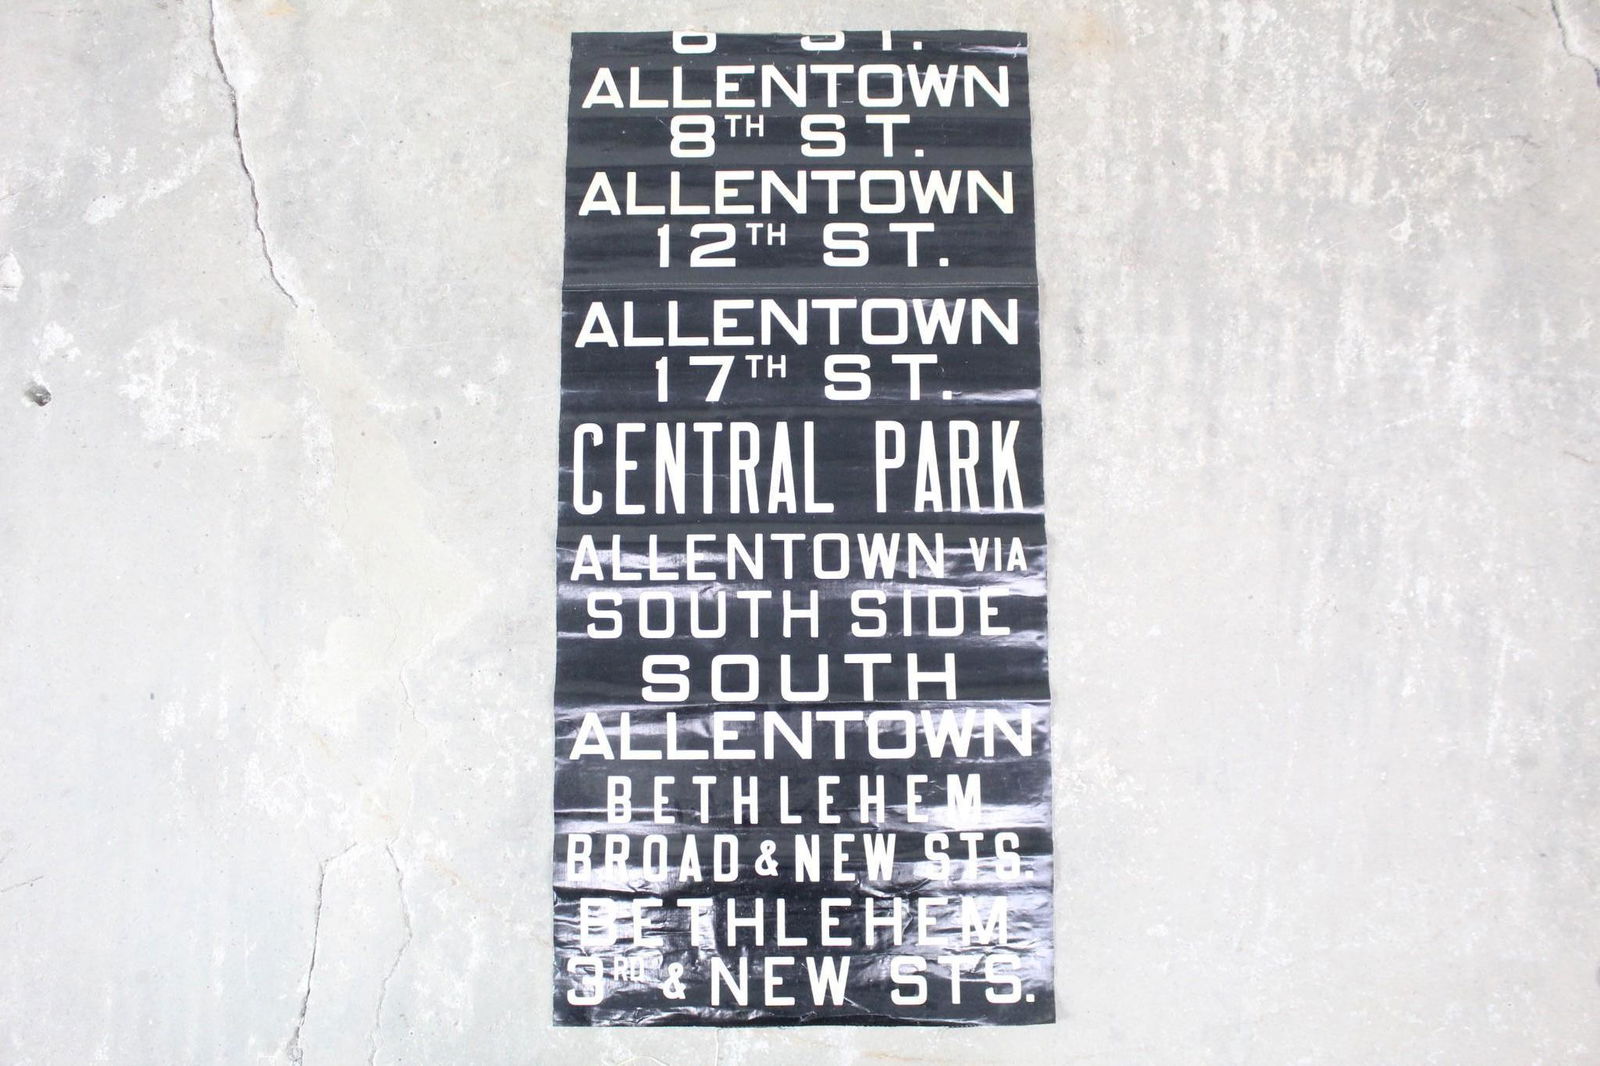 ST.
ALLENTOWN
8TH ST.
ALLENTOWN
12TH ST.
ALLENTOWN
17TH ST.
CENTRAL PARK
ALLENTOWN VIA
SOUTH SIDE
SOUTH
ALLENTOWN
BETHLEHEM
BROAD & NEW STS.
BETHLEHEM
3RD & NEW STS.